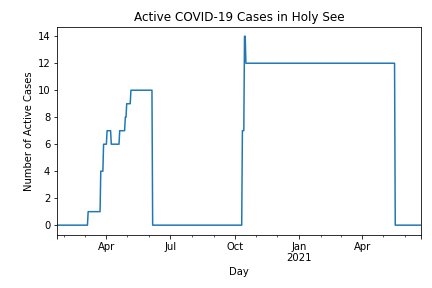 Active COVID-19 Cases in Holy See
Number of Active Cases
14
12
10
8
6
4
2
0
Apr Jul Oct Jan Apr
2021
Day